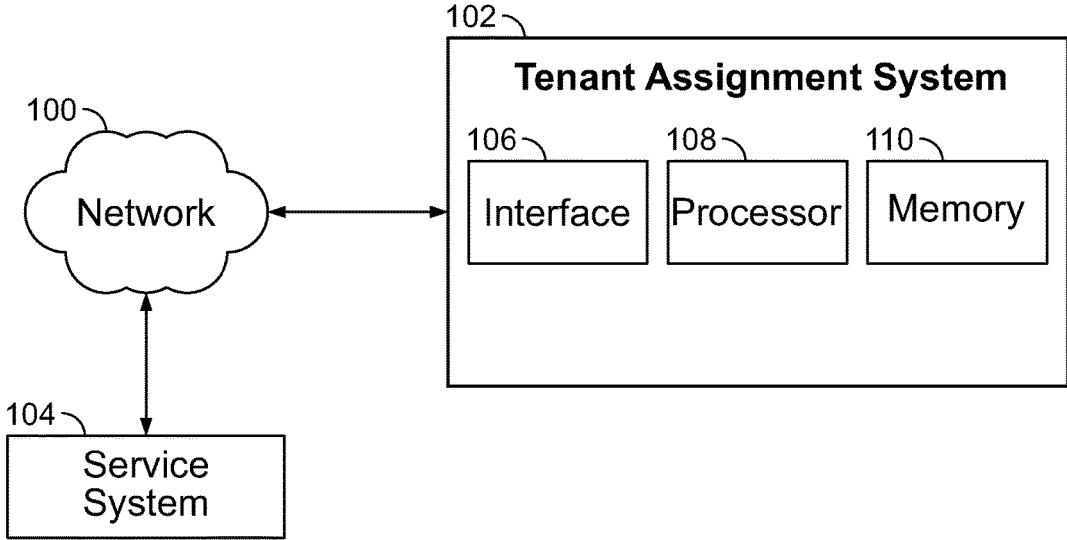 102
Tenant Assignment System
100
106
108
110
Network
Interface
Processor
Memory
104
Service
System